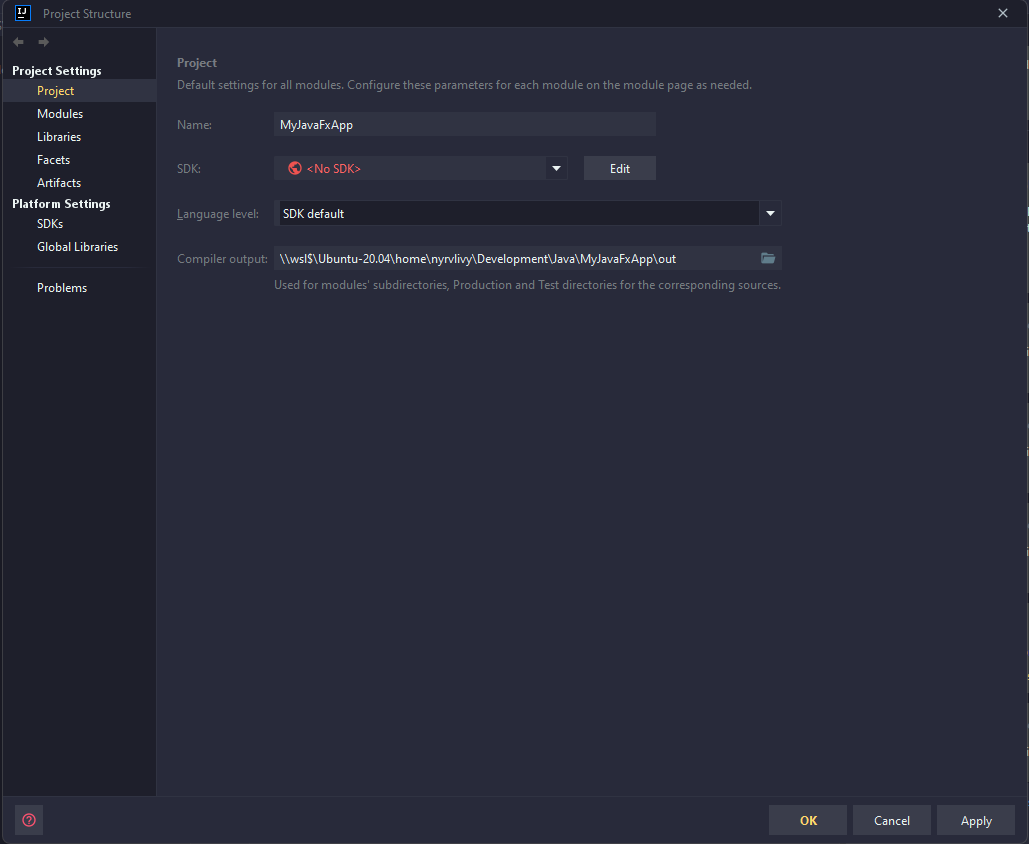 IJ
Project Structure
Project Settings
Project
Modules
Libraries
Facets
Artifacts
Platform Settings
SDKs
Global Libraries
Problems
Project
Default settings for all modules. Configure these parameters for each module on the module page as needed.
Name: MyJavaFxApp
SDK: <No SDK> Edit
Language level: SDK default
Compiler output: \\wsl$\Ubuntu-20.04\home\nyrvlivy\Development\Java\MyJavaFxApp\out
Used for modules' subdirectories, Production and Test directories for the corresponding sources.
? OK Cancel Apply